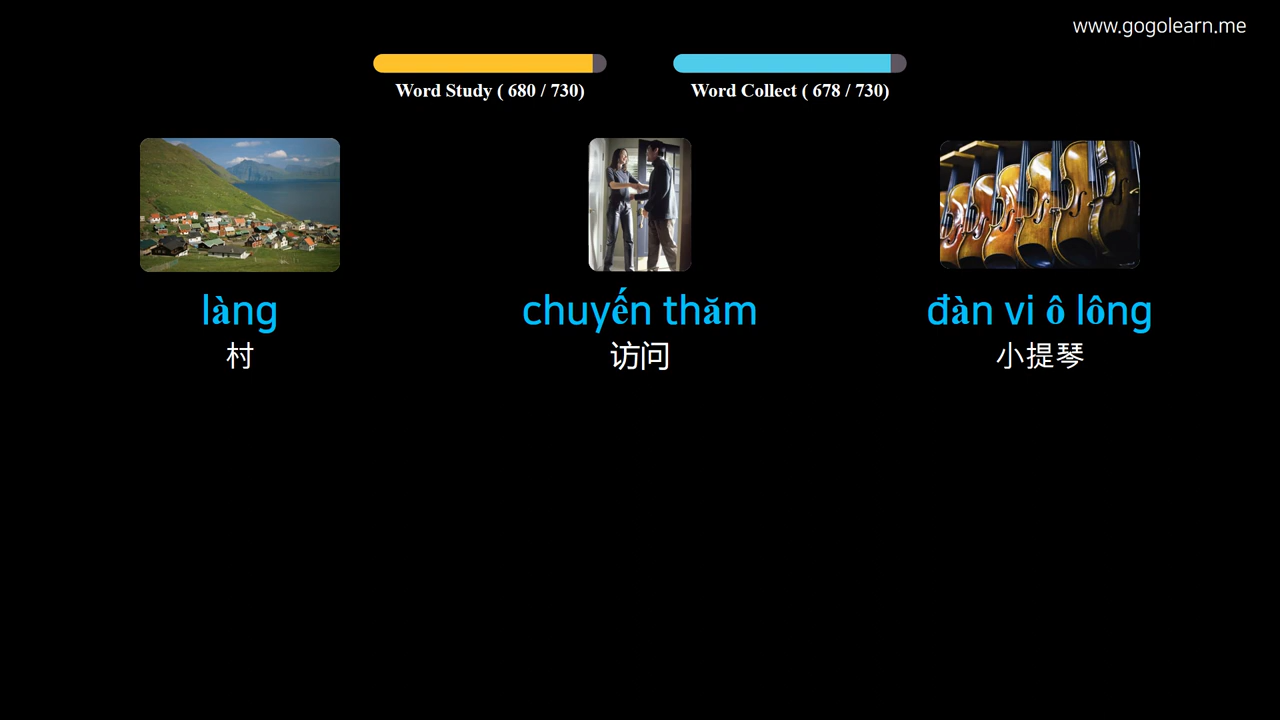 www.gogolearn.me
Word Study ( 680 / 730)
Word Collect ( 678 / 730)
làng
村
chuyến thăm
访问
đàn vi ô lông
小提琴